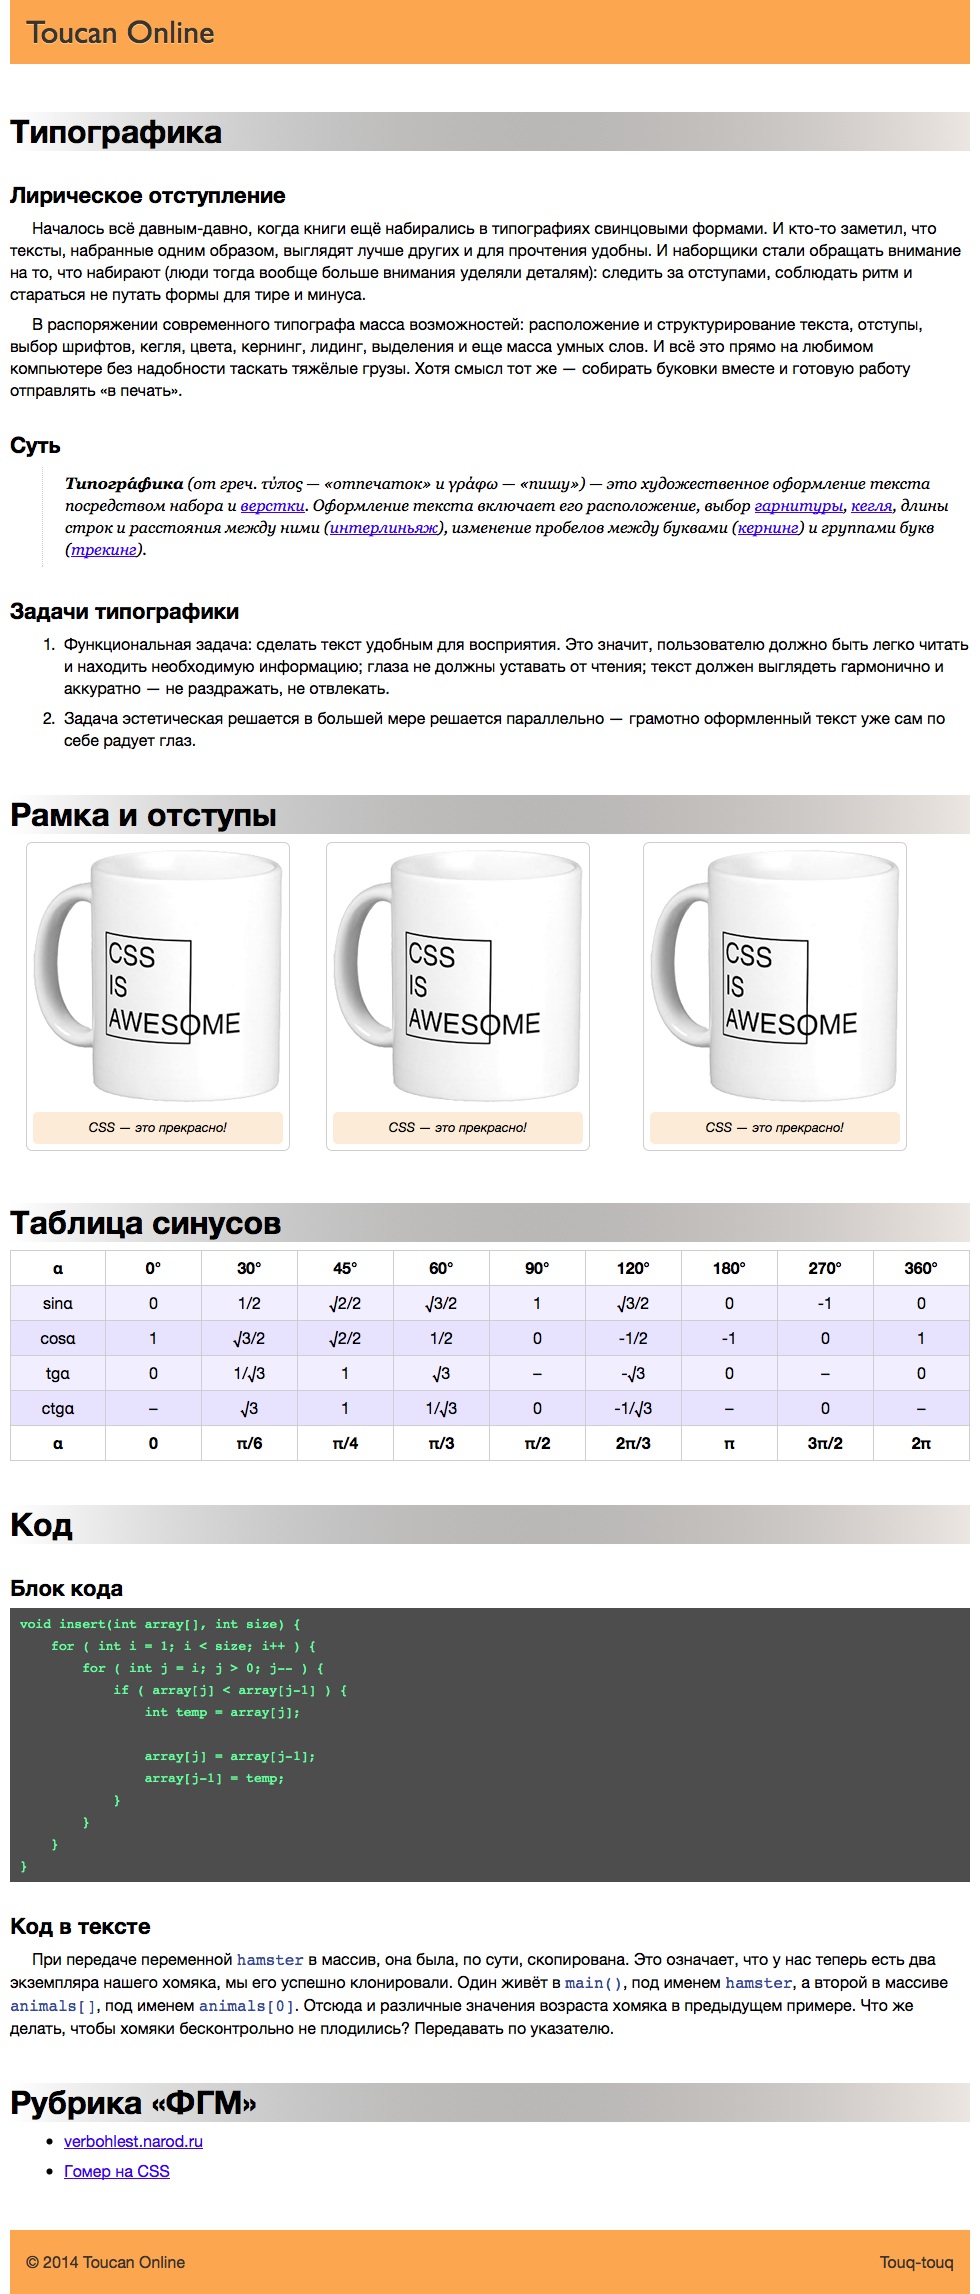 Toucan Online
Типографика
Лирическое отступление
Началось всё давным-давно, когда книги ещё набирались в типографиях свинцовыми формами. И кто-то заметил, что
тексты, набранные одним образом, выглядят лучше других и для прочтения удобны. И наборщики стали обращать внимание
на то, что набирают (люди тогда вообще больше внимания уделяли деталям): следить за отступами, соблюдать ритм и
стараться не путать формы для тире и минуса.
В распоряжении современного типографа масса возможностей: расположение и структурирование текста, отступы,
выбор шрифтов, кегля, цвета, кернинг, лидинг, выделения и еще масса умных слов. И всё это прямо на любимом
компьютере без надобности таскать тяжёлые грузы. Хотя смысл тот же — собирать буковки вместе и готовую работу
отправлять «в печать».
Суть
Типогрáфика (от греч. τύπος — «отпечаток» и γράφω — «пишу») — это художественное оформление текста
посредством набора и верстки. Оформление текста включает его расположение, выбор гарнитуры, кегля, длины
строк и расстояния между ними (интерлиньяж), изменение пробелов между буквами (кернинг) и группами букв
(трекинг).
Задачи типографики
1. Функциональная задача: сделать текст удобным для восприятия. Это значит, пользователю должно быть легко читать
и находить необходимую информацию; глаза не должны уставать от чтения; текст должен выглядеть гармонично и
аккуратно — не раздражать, не отвлекать.
2. Задача эстетическая решается в большей мере решается параллельно — грамотно оформленный текст уже сам по
себе радует глаз.
Рамка и отступы
CSS
IS
AWESOME
CSS — это прекрасно!
CSS
IS
AWESOME
CSS — это прекрасно!
CSS
IS
AWESOME
CSS — это прекрасно!
Таблица синусов
α 0° 30° 45° 60° 90° 120° 180° 270° 360°
sinα 0 1/2 √2/2 √3/2 1 √3/2 0 -1 0
cosα 1 √3/2 √2/2 1/2 0 -1/2 -1 0 1
tgα 0 1/√3 1 √3 – -√3 0 – 0
ctgα – √3 1 1/√3 0 -1/√3 – 0 –
α 0 π/6 π/4 π/3 π/2 2π/3 π 3π/2 2π
Код
Блок кода
void insert(int array[], int size) {
for ( int i = 1; i < size; i++ ) {
for ( int j = i; j > 0; j-- ) {
if ( array[j] < array[j-1] ) {
int temp = array[j];
array[j] = array[j-1];
array[j-1] = temp;
}
}
}
}
Код в тексте
При передаче переменной hamster в массив, она была, по сути, скопирована. Это означает, что у нас теперь есть два
экземпляра нашего хомяка, мы его успешно клонировали. Один живёт в main(), под именем hamster, а второй в массиве
animals[], под именем animals[0]. Отсюда и различные значения возраста хомяка в предыдущем примере. Что же
делать, чтобы хомяки бесконтрольно не плодились? Передавать по указателю.
Рубрика «ФГМ»
• verbohlest.narod.ru
• Гомер на CSS
© 2014 Toucan Online Touq-touq